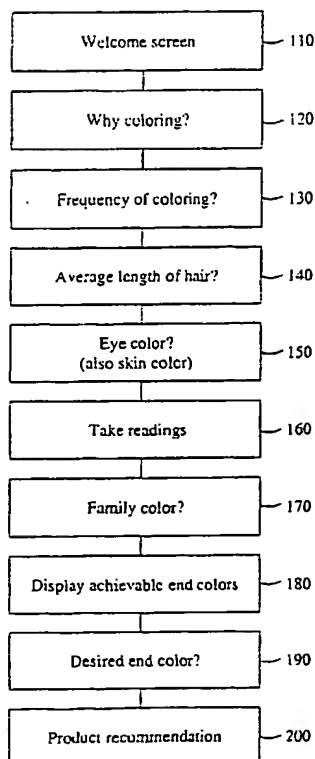 Welcome screen 110
Why coloring? 120
Frequency of coloring? 130
Average length of hair? 140
Eye color? 150
(also skin color)
Take readings 160
Family color? 170
Display achievable end colors 180
Desired end color? 190
Product recommendation 200